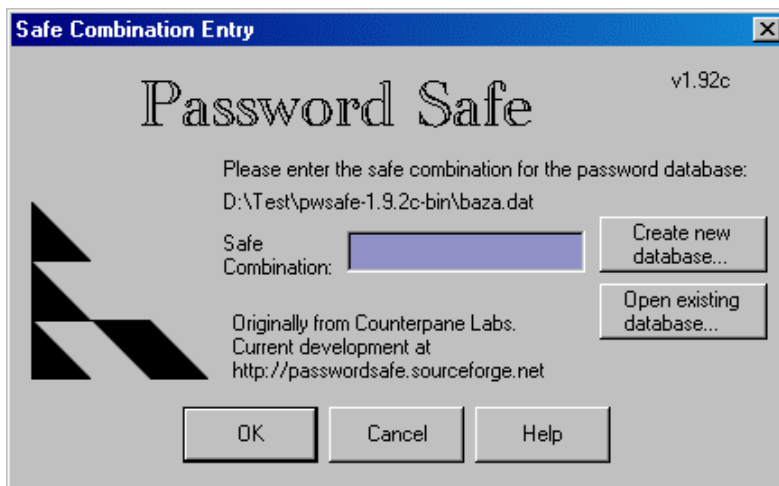 Safe Combination Entry
Password Safe
v1.92c
Please enter the safe combination for the password database:
D:\Test\pwsafe-1.9.2c-bin\baza.dat
Safe
Combination:
Create new
database...
Open existing
database...
Originally from Counterpane Labs.
Current development at
http://passwordsafe.sourceforge.net
OK
Cancel
Help